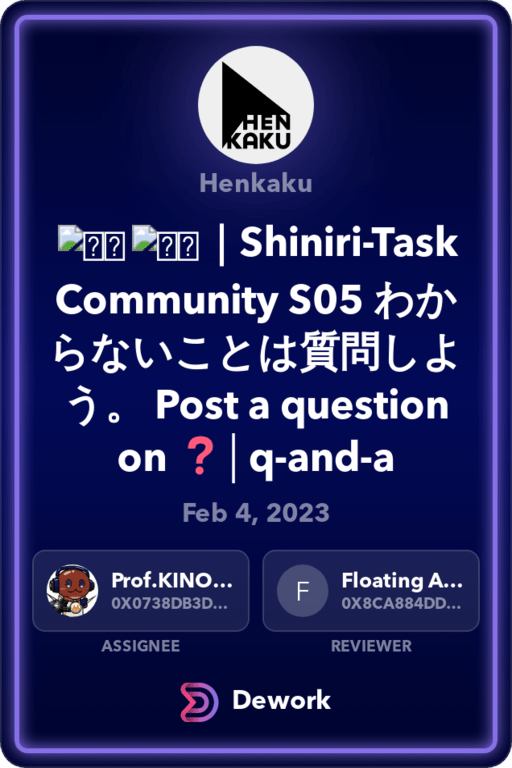 HEN
KAKU
Henkaku
| Shiniri-Task
Community S05 わか
らないことは質問しよ
う。 Post a question
on ❓│q-and-a
Feb 4, 2023
Prof.KINO...
0X0738DB3D...
ASSIGNEE
F
Floating A...
0X8CA884DD...
REVIEWER
Dework